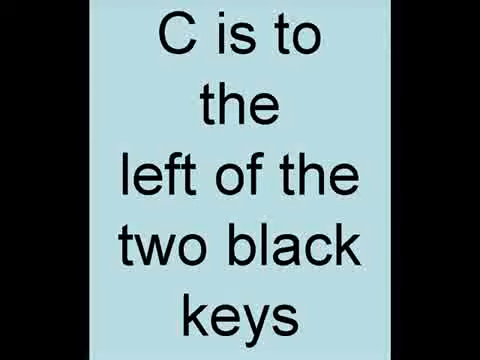 C is to
the
left of the
two black
keys